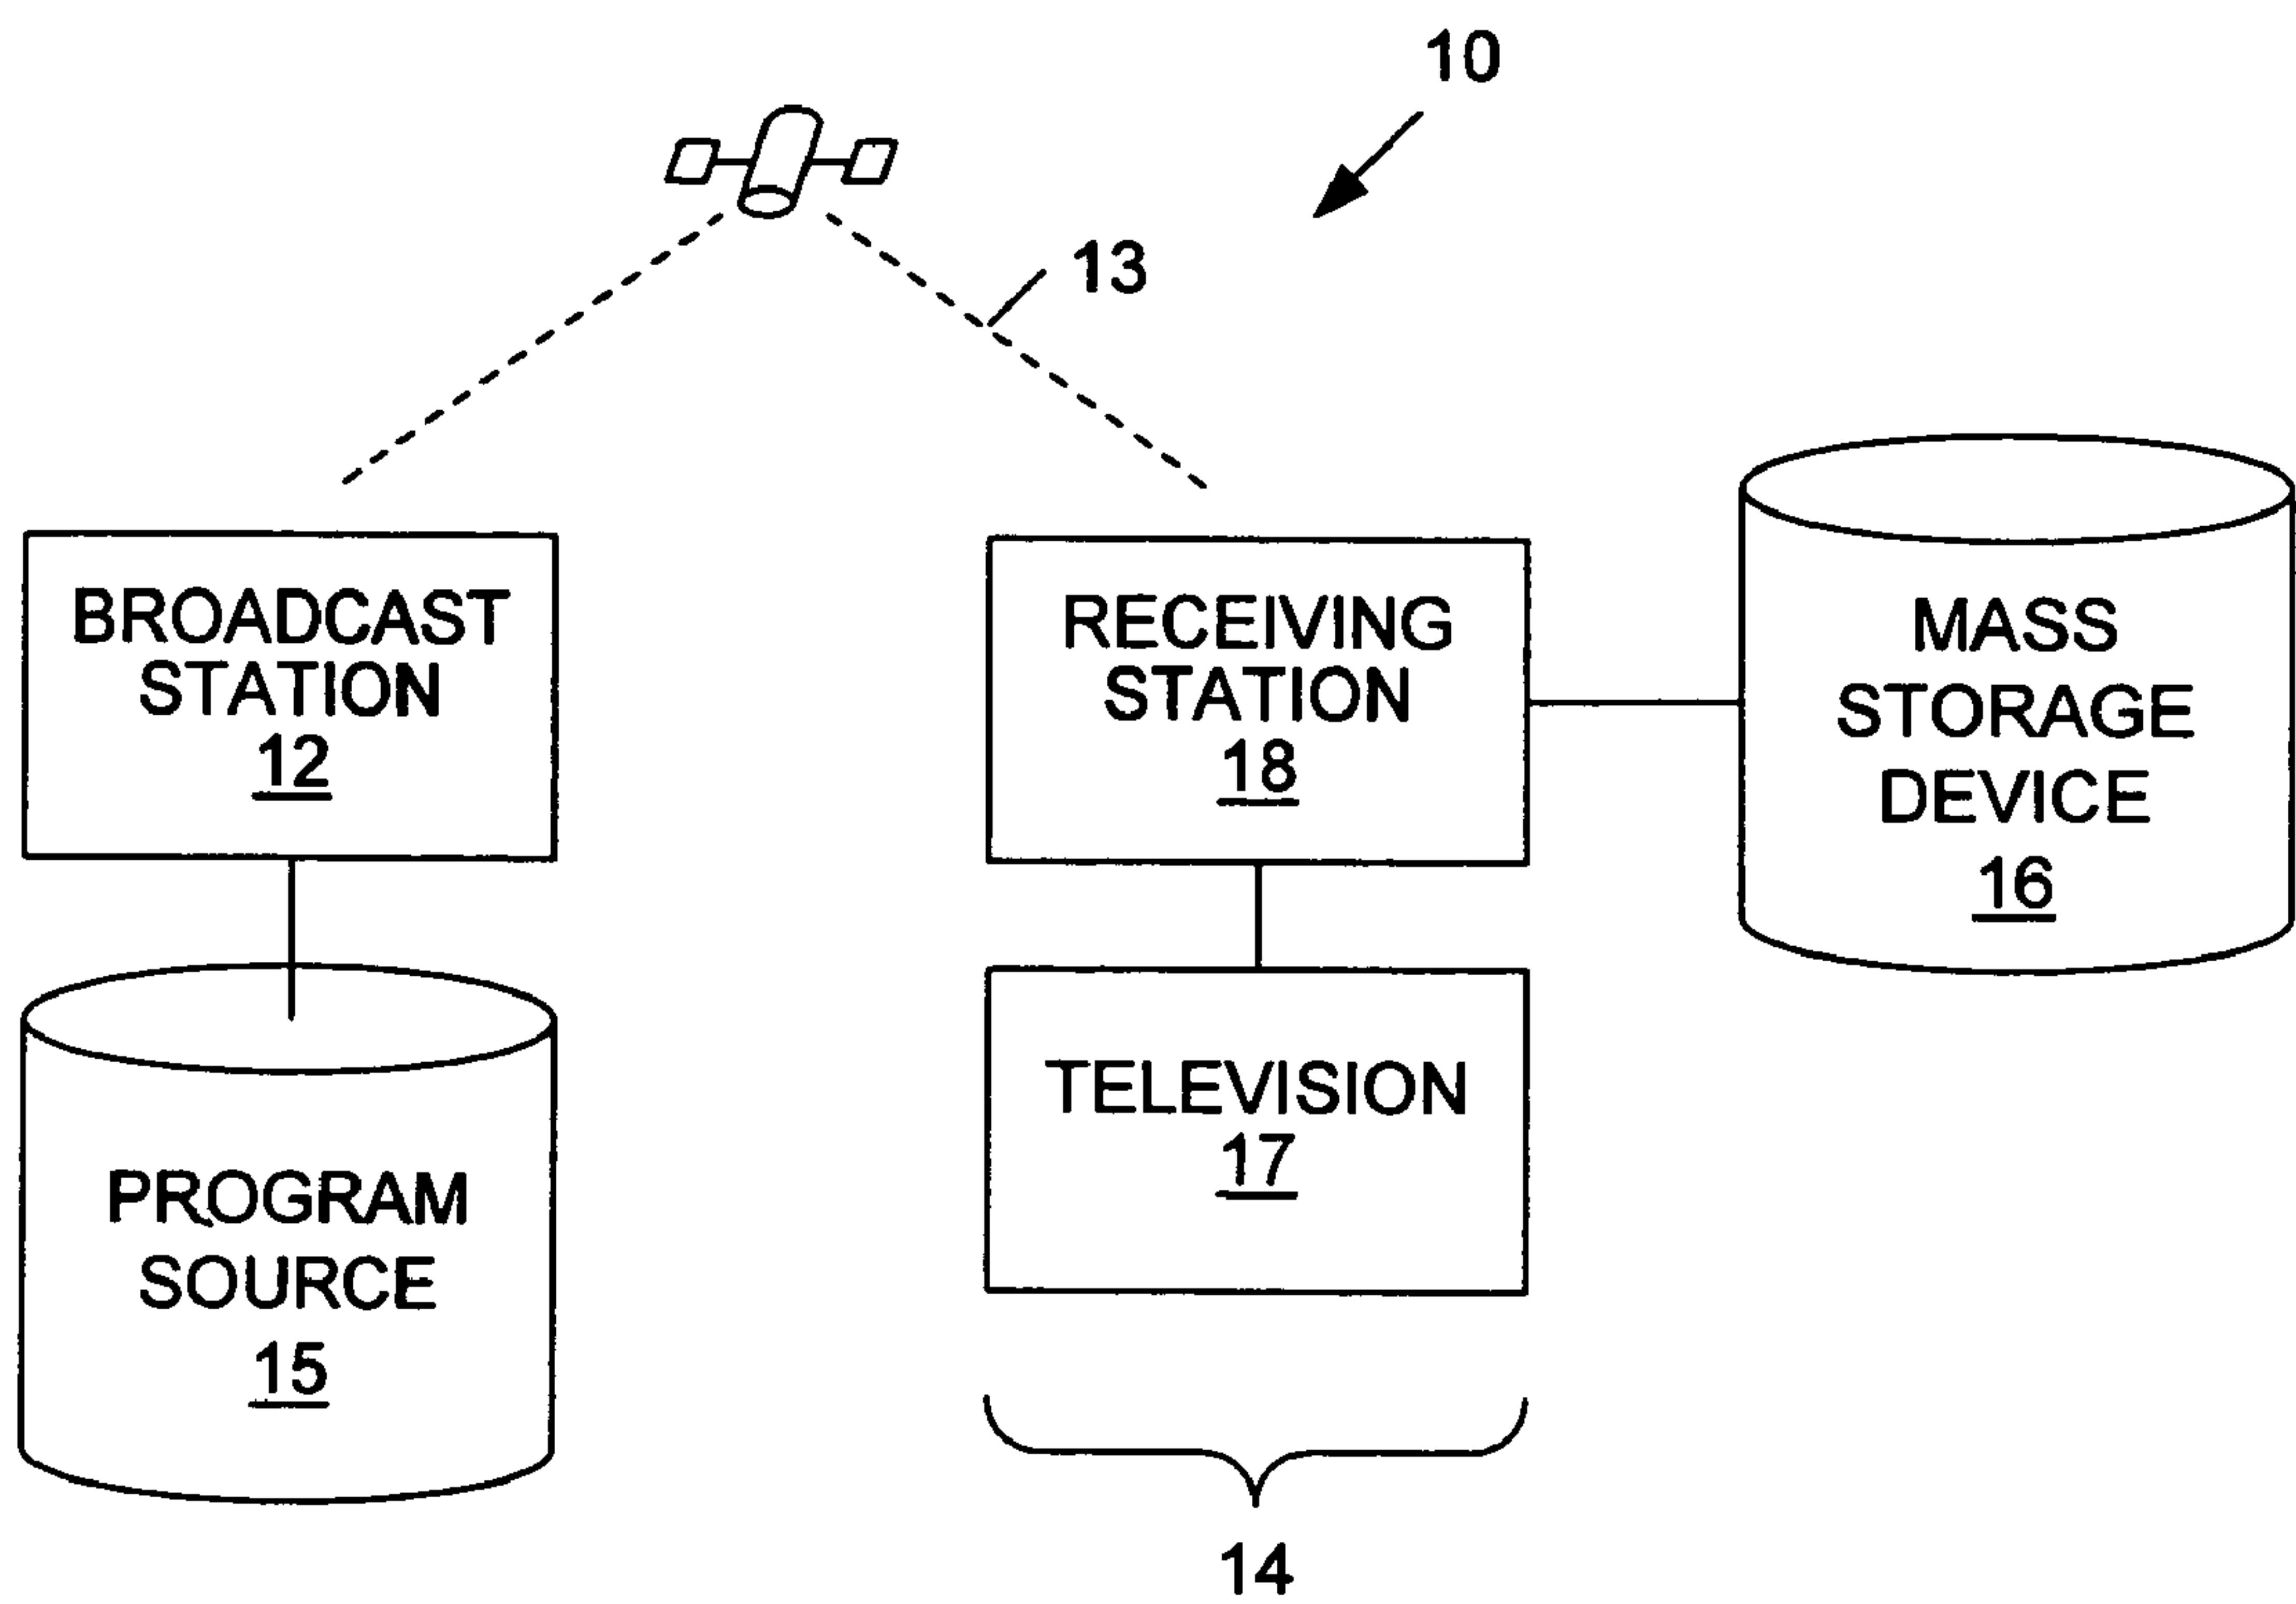 10
13
BROADCAST
STATION
12
RECEIVING
STATION
18
MASS
STORAGE
DEVICE
16
PROGRAM
SOURCE
15
TELEVISION
17
14